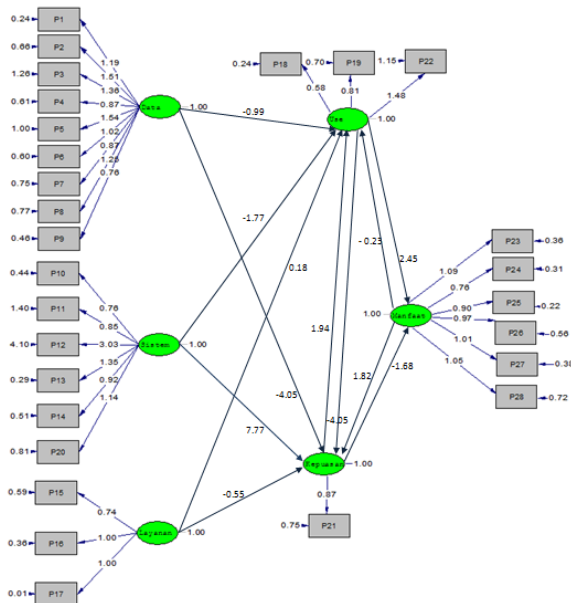 0.24 P1
0.66 P2
1.26 P3
0.61 P4
1.00 P5
0.60 P6
0.75 P7
0.77 P8
0.46 P9
1.19
1.51
1.36
0.87
1.54
1.02
0.87
1.25
0.76
Data 1.00
0.24 P18
0.70 P19
1.15 P22
0.58
0.81
1.48
Use 1.00
-0.99
-1.77
0.18
-0.23
2.45
0.44 P10
1.40 P11
4.10 P12
0.29 P13
0.51 P14
0.81 P20
0.76
0.85
3.03
1.35
0.92
1.14
Sistem 1.00
1.94
1.82
-1.68
-4.05
-4.05
7.77
-0.55
1.00 Manfaat
1.09
0.76
0.90
0.97
1.01
1.05
P23 0.36
P24 0.31
P25 0.22
P26 0.56
P27 0.38
P28 0.72
Kepuasan 1.00
0.87
0.75 P21
0.59 P15
0.36 P16
0.01 P17
0.74
1.00
1.00
Layanan 1.00